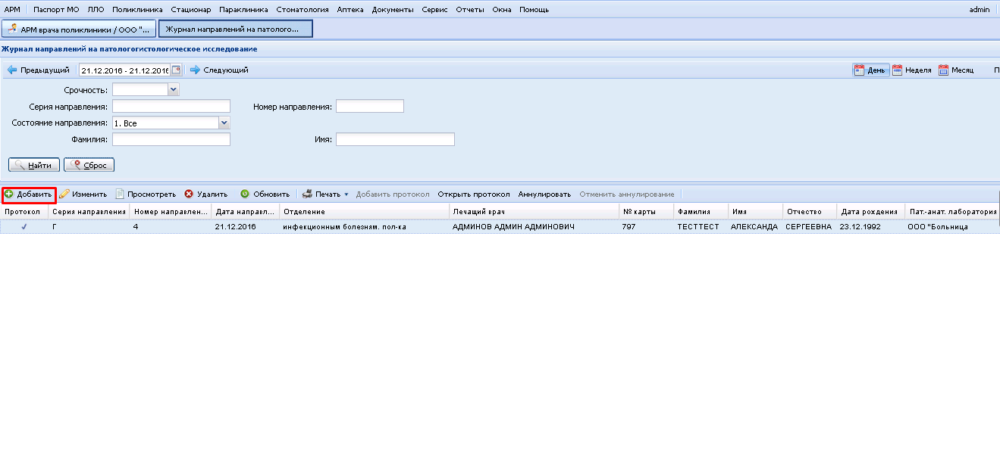 АРМ Паспорт МО ЛЛО Поликлиника Стационар Параклиника Стоматология Аптека Документы Сервис Отчеты Окна Помощь admin
АРМ врача поликлиники / ООО "... Журнал направлений на патолого...
Журнал направлений на патологогистологическое исследование
Предыдущий 21.12.2016 - 21.12.2016 Следующий День Неделя Месяц П
Срочность:
Серия направления: Номер направления:
Состояние направления: 1. Все
Фамилия: Имя:
Найти Сброс
Добавить Изменить Просмотреть Удалить Обновить Печать Добавить протокол Открыть протокол Аннулировать Отменить аннулирование
Протокол Серия направления Номер направлен... Дата направл... Отделение Лечащий врач № карты Фамилия Имя Отчество Дата рождения Пат.-анат. лаборатория
Г 4 21.12.2016 инфекционным болезням. пол-ка АДМИНОВ АДМИН АДМИНОВИЧ 797 ТЕСТТЕСТ АЛЕКСАНДА СЕРГЕЕВНА 23.12.1992 ООО "Больница